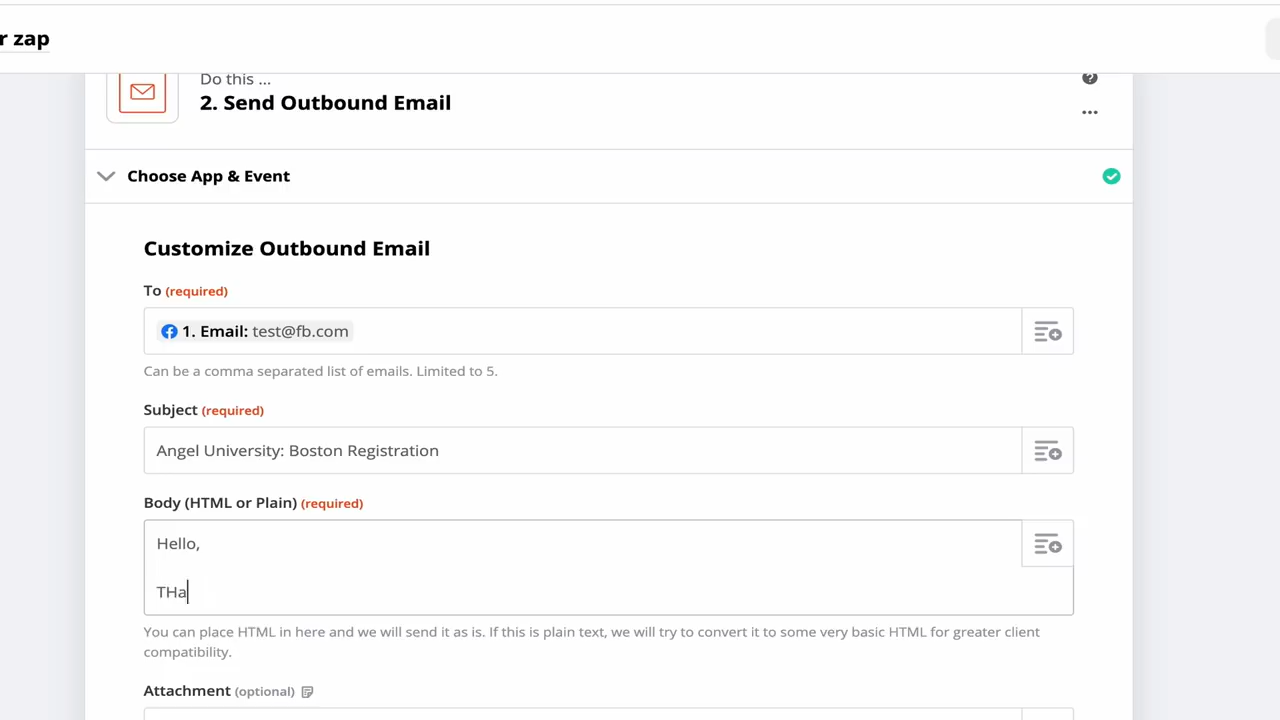 r zap
Do this ...
2. Send Outbound Email
Choose App & Event
Customize Outbound Email
To (required)
1. Email: test@fb.com
Can be a comma separated list of emails. Limited to 5.
Subject (required)
Angel University: Boston Registration
Body (HTML or Plain) (required)
Hello,
THa
You can place HTML in here and we will send it as is. If this is plain text, we will try to convert it to some very basic HTML for greater client
compatibility.
Attachment (optional)